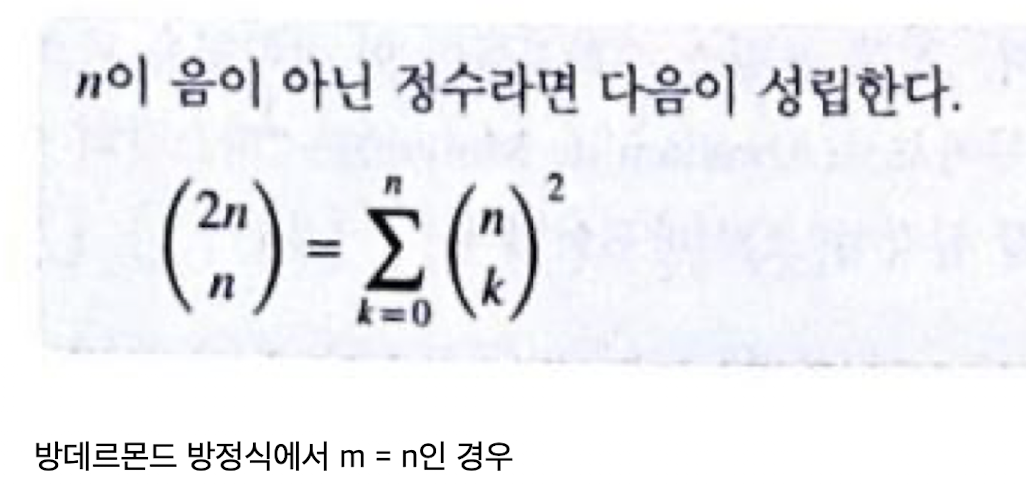 n이 음이 아닌 정수라면 다음이 성립한다.
$\binom{2n}{n} = \sum_{k=0}^{n} \binom{n}{k}^2$
방데르몬드 방정식에서 m = n인 경우